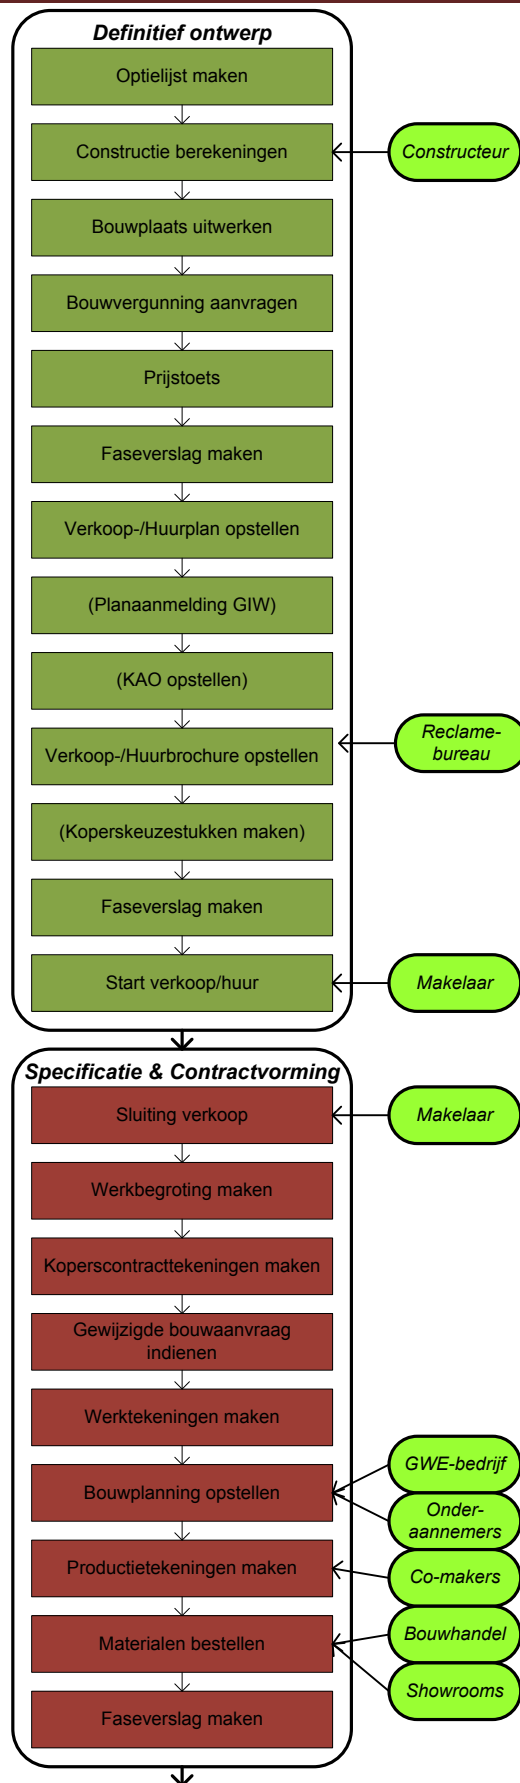 Definitief ontwerp
Optielijst maken
Constructie berekeningen
Constructeur
Bouwplaats uitwerken
Bouwvergunning aanvragen
Prijstoets
Faseverslag maken
Verkoop-/Huurplan opstellen
(Planaanmelding GIW)
(KAO opstellen)
Verkoop-/Huurbrochure opstellen
Reclame-
bureau
(Koperskeuzestukken maken)
Faseverslag maken
Start verkoop/huur
Makelaar
Specificatie & Contractvorming
Sluiting verkoop
Makelaar
Werkbegroting maken
Koperscontracttekeningen maken
Gewijzigde bouwaanvraag
indienen
Werktekeningen maken
Bouwplanning opstellen
GWE-bedrijf
Onder-
aannemers
Productietekeningen maken
Co-makers
Materialen bestellen
Bouwhandel
Showrooms
Faseverslag maken